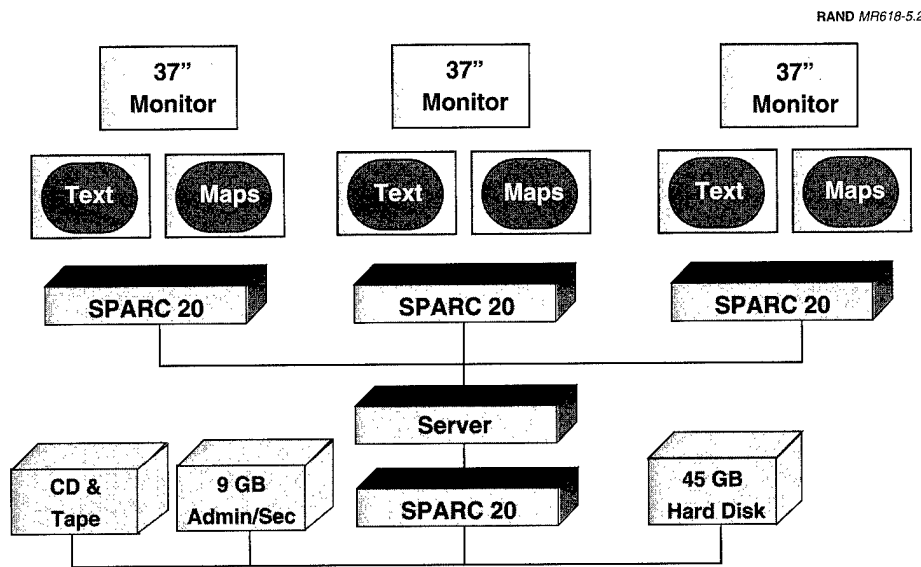 RAND MR618-5.2
37”
Monitor
37”
Monitor
37”
Monitor
Text
Maps
Text
Maps
Text
Maps
SPARC 20
SPARC 20
SPARC 20
Server
CD &
Tape
9 GB
Admin/Sec
SPARC 20
45 GB
Hard Disk